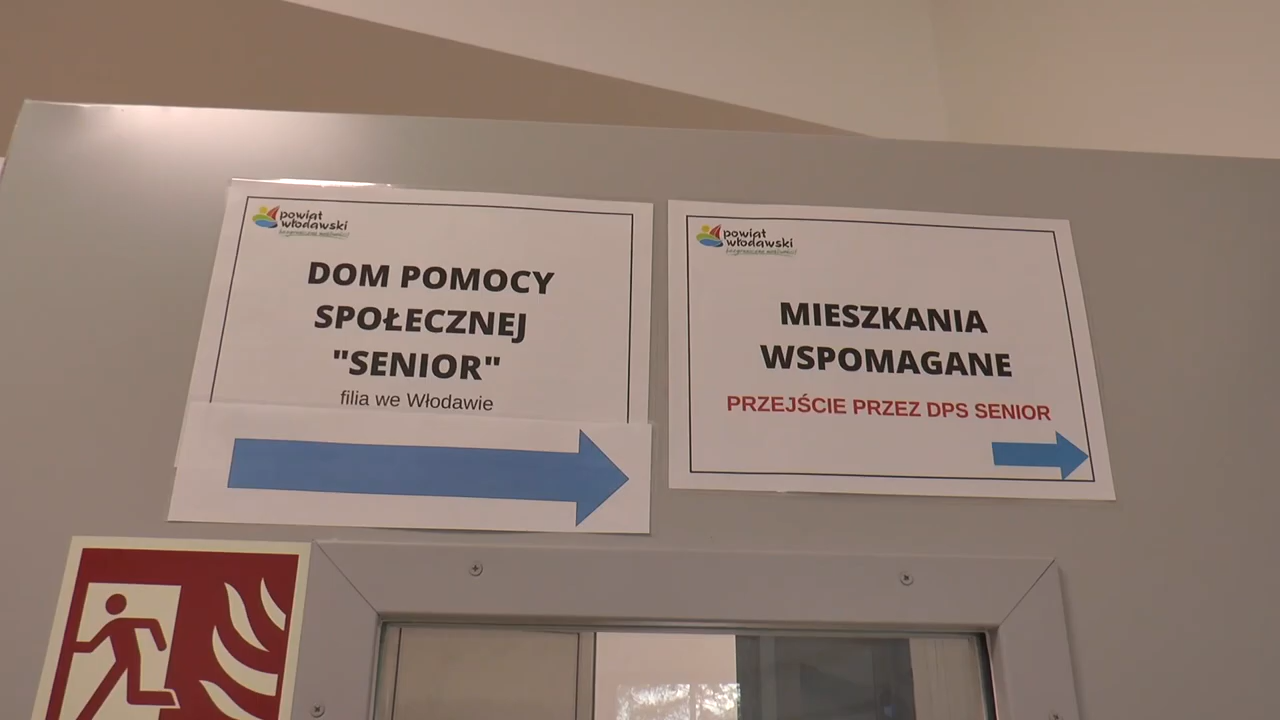 powiat
włodawski
DOM POMOCY
SPOŁECZNEJ
"SENIOR"
filia we Włodawie
powiat
włodawski
MIESZKANIA
WSPOMAGANE
PRZEJŚCIE PRZEZ DPS SENIOR